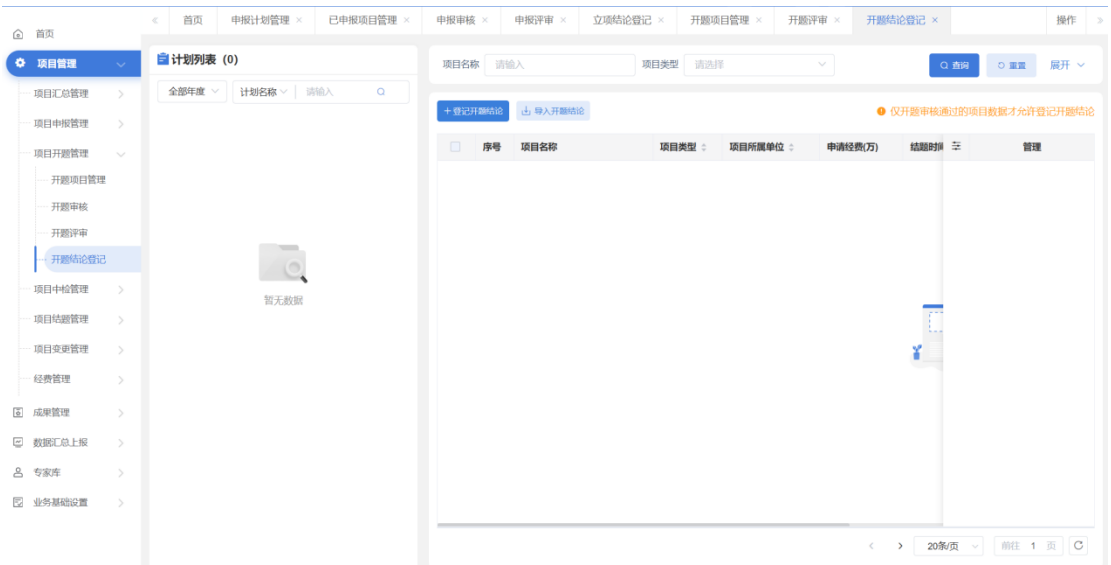 首页 申报计划管理 × 已申报项目管理 × 申报审核 × 申报评审 × 立项结论登记 × 开题项目管理 × 开题评审 × 开题结论登记 × 操作
首页
项目管理
项目汇总管理
项目申报管理
项目开题管理
开题项目管理
开题审核
开题评审
开题结论登记
项目中检管理
项目结题管理
项目变更管理
经费管理
成果管理
数据汇总上报
专家库
业务基础设置
计划列表 (0)
全部年度 计划名称 请输入
暂无数据
项目名称 请输入 项目类型 请选择 查询 重置 展开
+登记开题结论 导入开题结论 仅开题审核通过的项目数据才允许登记开题结论
序号 项目名称 项目类型 项目所属单位 申请经费(万) 结题时间 管理
20条/页 前往 1 页